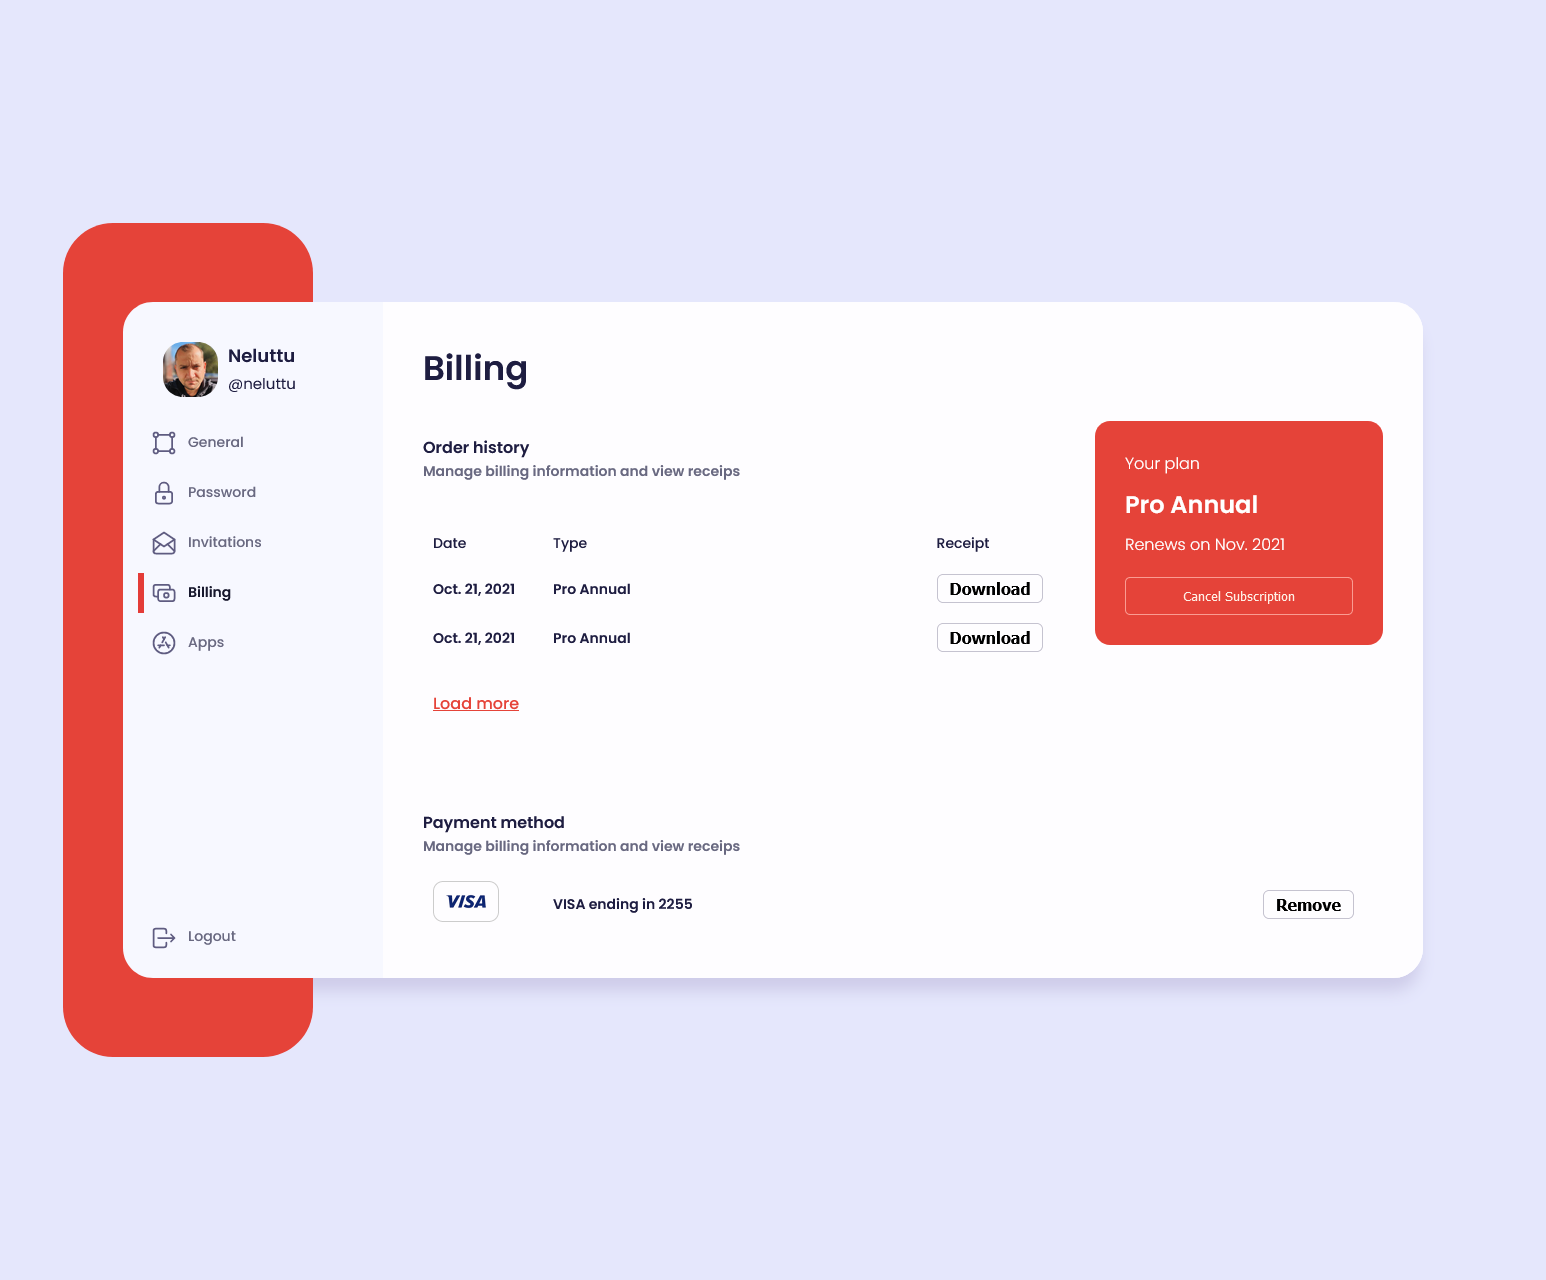 Neluttu
@neluttu
General
Password
Invitations
Billing
Apps
Logout
Billing
Order history
Manage billing information and view receips
Date Type Receipt
Oct. 21, 2021 Pro Annual Download
Oct. 21, 2021 Pro Annual Download
Load more
Your plan
Pro Annual
Renews on Nov. 2021
Cancel Subscription
Payment method
Manage billing information and view receips
VISA VISA ending in 2255 Remove